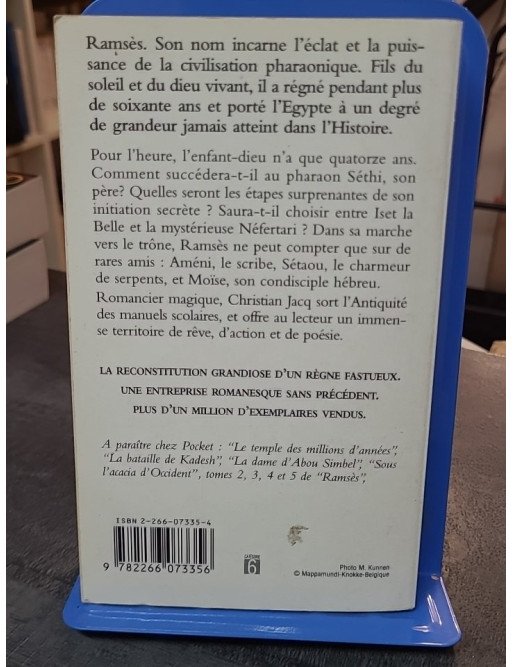 Ramsès. Son nom incarne l'éclat et la puis-
sance de la civilisation pharaonique. Fils du
soleil et du dieu vivant, il a régné pendant plus
de soixante ans et porté l'Egypte à un degré
de grandeur jamais atteint dans l'Histoire.
Pour l'heure, l'enfant-dieu n'a que quatorze ans.
Comment succédera-t-il au pharaon Séthi, son
père? Quelles seront les étapes surprenantes de son
initiation secrète ? Saura-t-il choisir entre Iset la
Belle et la mystérieuse Néfertari ? Dans sa marche
vers le trône, Ramsès ne peut compter que sur de
rares amis : Améni, le scribe, Sétaou, le charmeur
de serpents, et Moïse, son condisciple hébreu.
Romancier magique, Christian Jacq sort l'Antiquité
des manuels scolaires, et offre au lecteur un immen-
se territoire de rêve, d'action et de poésie.
LA RECONSTITUTION GRANDIOSE D'UN RÈGNE FASTUEUX.
UNE ENTREPRISE ROMANESQUE SANS PRÉCÉDENT.
PLUS D'UN MILLION D'EXEMPLAIRES VENDUS.
A paraître chez Pocket : "Le temple des millions d'années",
"La bataille de Kadesh", "La dame d'Abou Simbel", "Sous
l'acacia d'Occident", tomes 2, 3, 4 et 5 de "Ramsès",
ISBN 2-266-07335-4
9 782266 073356
CATÉGORIE
6
Photo M. Kunnen
© Mappamundi-Knokke-Belgique